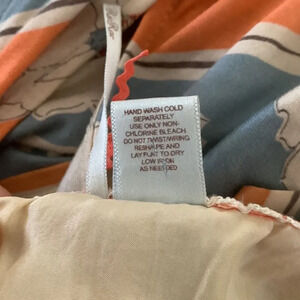 HAND WASH COLD
SEPARATELY
USE ONLY NON-
CHLORINE BLEACH
DO NOT TWIST/WRING
RESHAPE AND
LAY FLAT TO DRY
LOW IRON
AS NEEDED